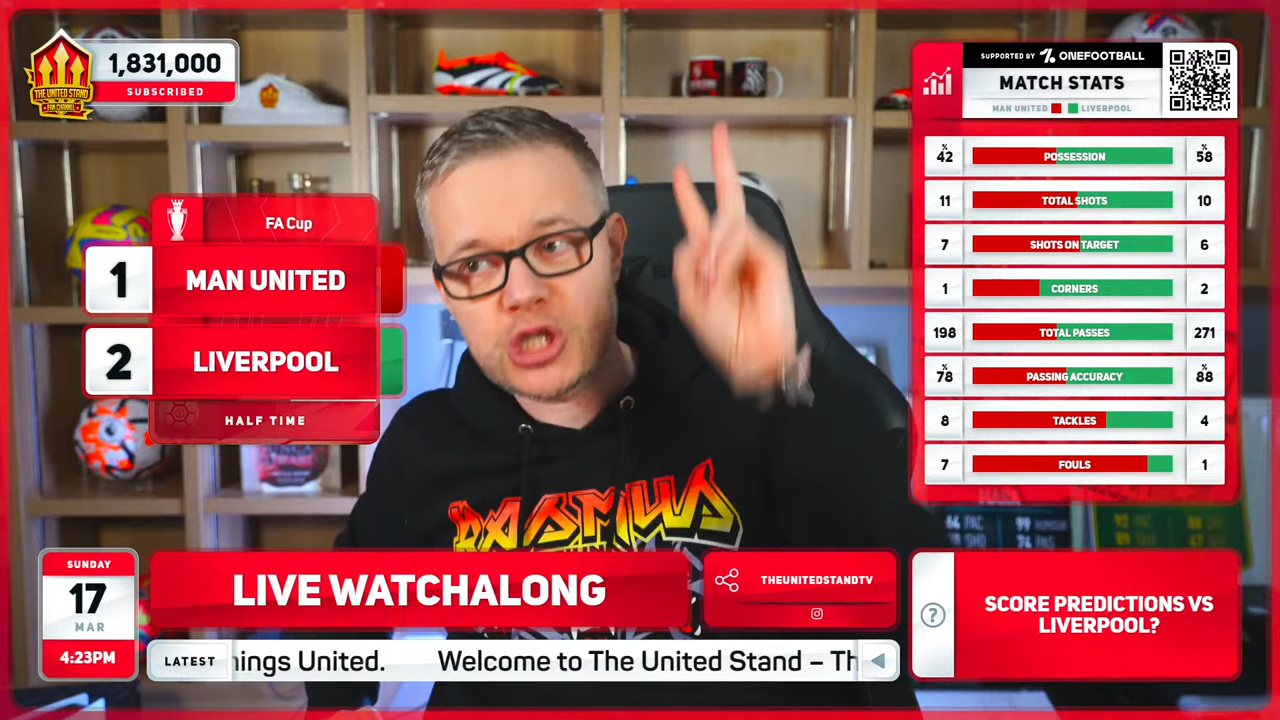 THE UNITED STAND
FAN CHANNEL
1,831,000
SUBSCRIBED
FA Cup
1 MAN UNITED
2 LIVERPOOL
HALF TIME
SUPPORTED BY ONEFOOTBALL
MATCH STATS
MAN UNITED LIVERPOOL
% %
42 POSSESSION 58
11 TOTAL SHOTS 10
7 SHOTS ON TARGET 6
1 CORNERS 2
198 TOTAL PASSES 271
% %
78 PASSING ACCURACY 88
8 TACKLES 4
7 FOULS 1
RASMUS
SUNDAY
17
MAR
4:23PM
LIVE WATCHALONG
THEUNITEDSTANDTV
LATEST
ings United. Welcome to The United Stand – Th
?
SCORE PREDICTIONS VS
LIVERPOOL?